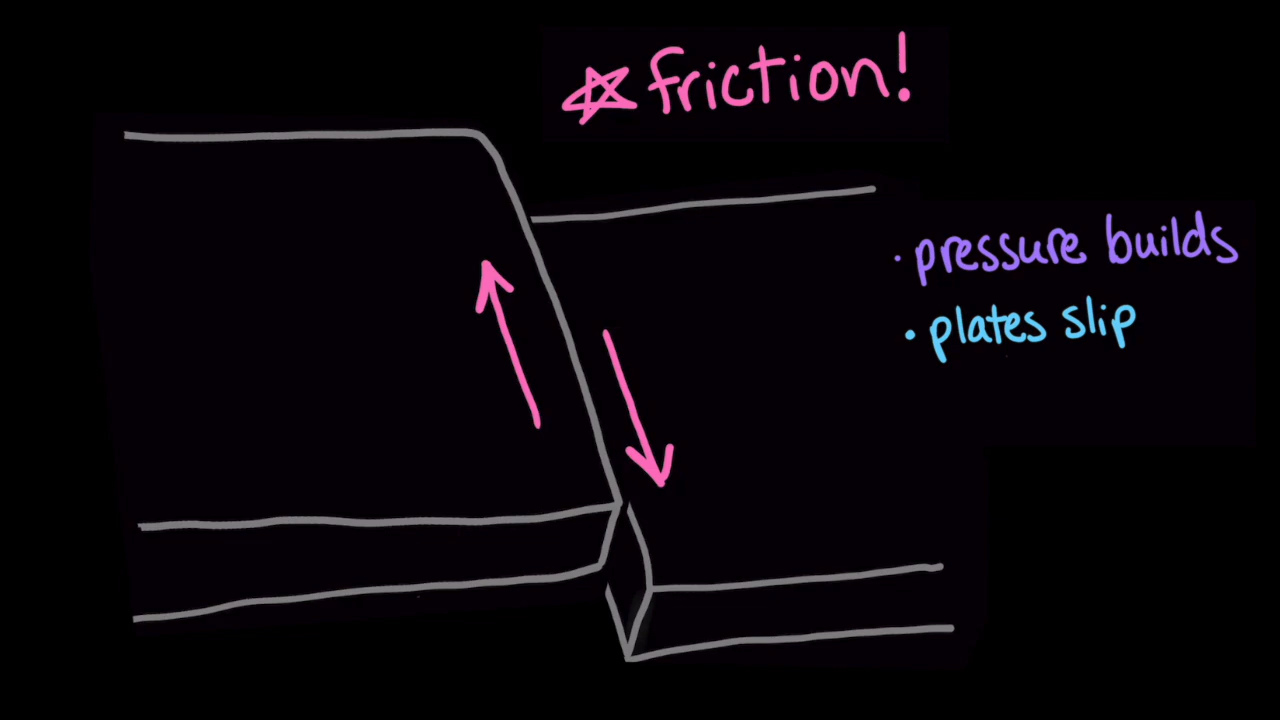 ☆ friction!
· pressure builds
· plates slip